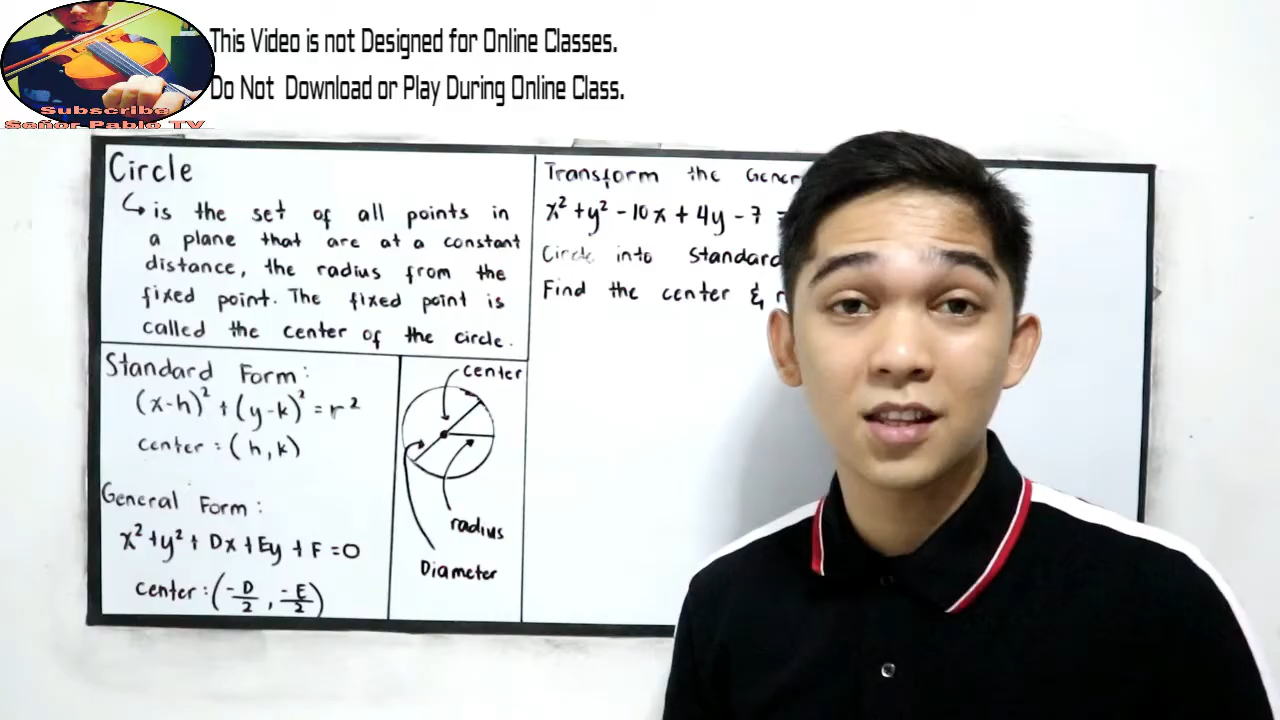 This Video is not Designed for Online Classes.
Do Not Download or Play During Online Class.
Subscribe
Señor Pablo TV
Circle
↳ is the set of all points in
a plane that are at a constant
distance, the radius from the
fixed point. The fixed point is
called the center of the circle.
Standard Form:
(x-h)² + (y-k)² = r²
center : (h, k)
General Form:
x² + y² + Dx + Ey + F = 0
center : (-D/2, -E/2)
center
radius
Diameter
Transform the Gener
x² + y² - 10x + 4y - 7 =
Circle into standard
Find the center &